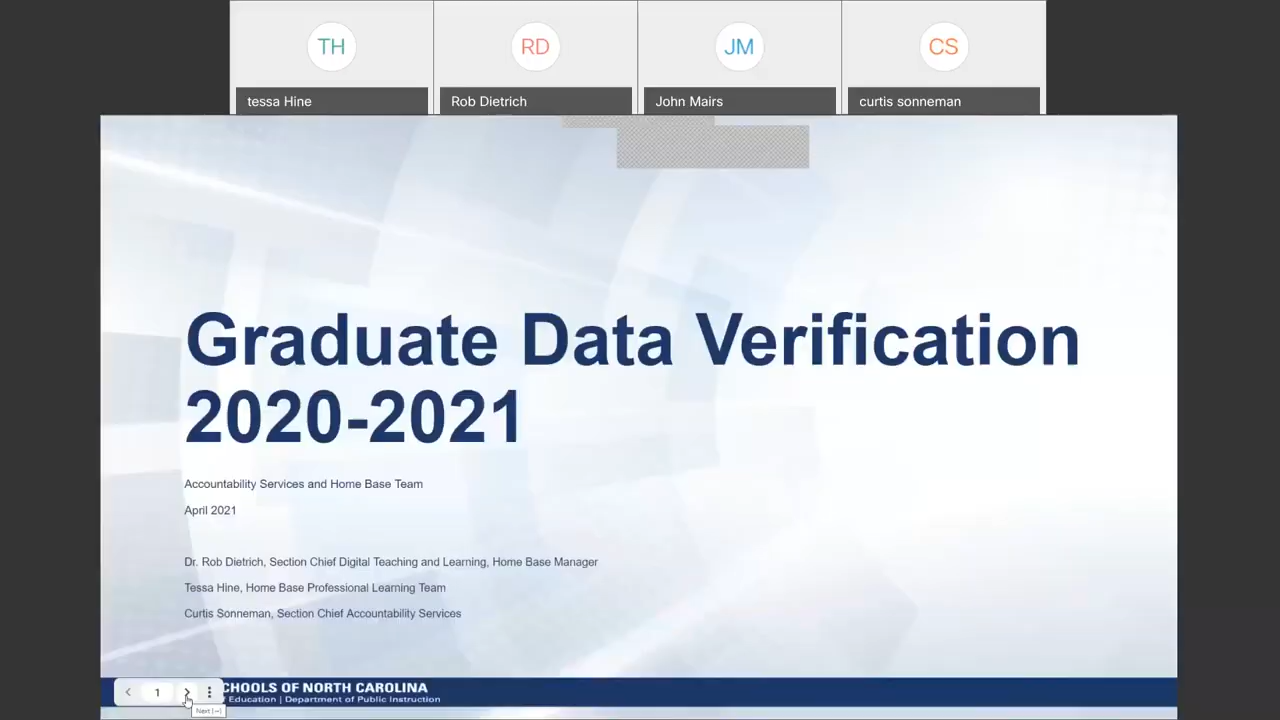 TH
RD
JM
CS
tessa Hine
Rob Dietrich
John Mairs
curtis sonneman
Graduate Data Verification
2020-2021
Accountability Services and Home Base Team
April 2021
Dr. Rob Dietrich, Section Chief Digital Teaching and Learning, Home Base Manager
Tessa Hine, Home Base Professional Learning Team
Curtis Sonneman, Section Chief Accountability Services
1
CHOOLS OF NORTH CAROLINA
f Education | Department of Public Instruction
Next (→)